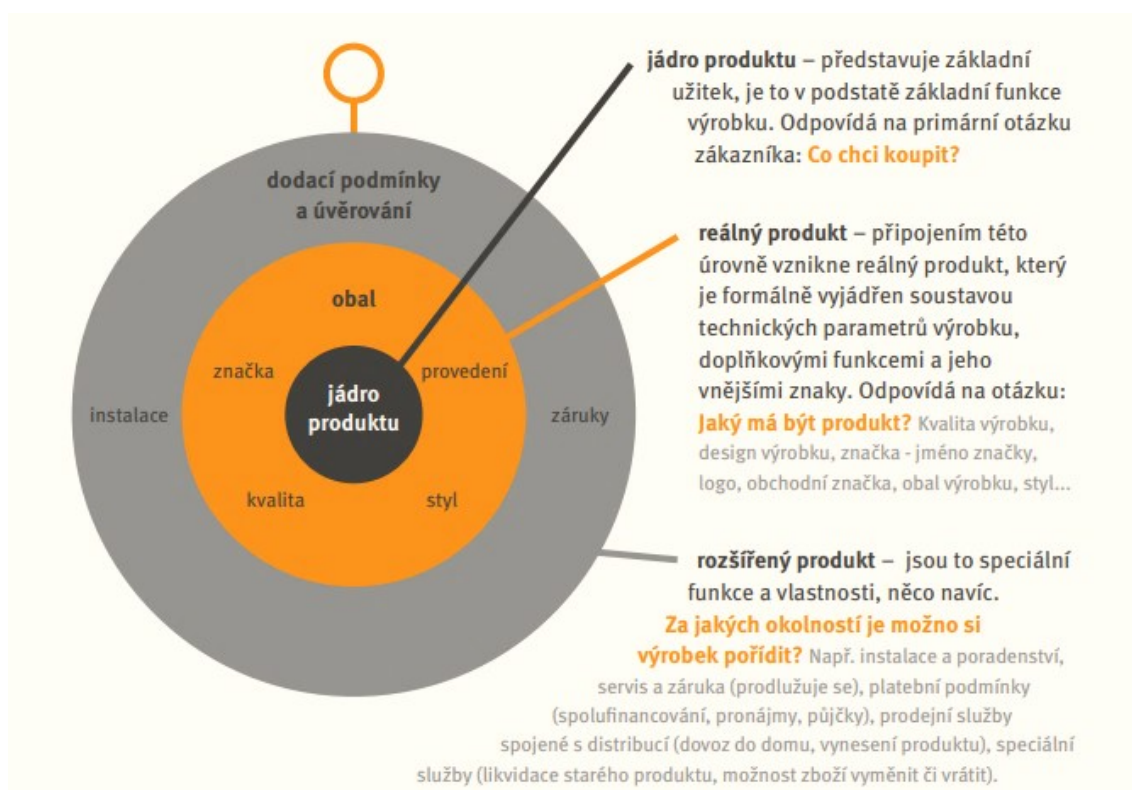 dodací podmínky
a úvěrování
obal
značka
provedení
jádro
produktu
instalace
záruky
kvalita
styl
jádro produktu – představuje základní
užitek, je to v podstatě základní funkce
výrobku. Odpovídá na primární otázku
zákazníka: Co chci koupit?
reálný produkt – připojením této
úrovně vznikne reálný produkt, který
je formálně vyjádřen soustavou
technických parametrů výrobku,
doplňkovými funkcemi a jeho
vnějšími znaky. Odpovídá na otázku:
Jaký má být produkt? Kvalita výrobku,
design výrobku, značka - jméno značky,
logo, obchodní značka, obal výrobku, styl...
rozšířený produkt – jsou to speciální
funkce a vlastnosti, něco navíc.
Za jakých okolností je možno si
výrobek pořídit? Např. instalace a poradenství,
servis a záruka (prodlužuje se), platební podmínky
(spolufinancování, pronájmy, půjčky), prodejní služby
spojené s distribucí (dovoz do domu, vynesení produktu), speciální
služby (likvidace starého produktu, možnost zboží vyměnit či vrátit).